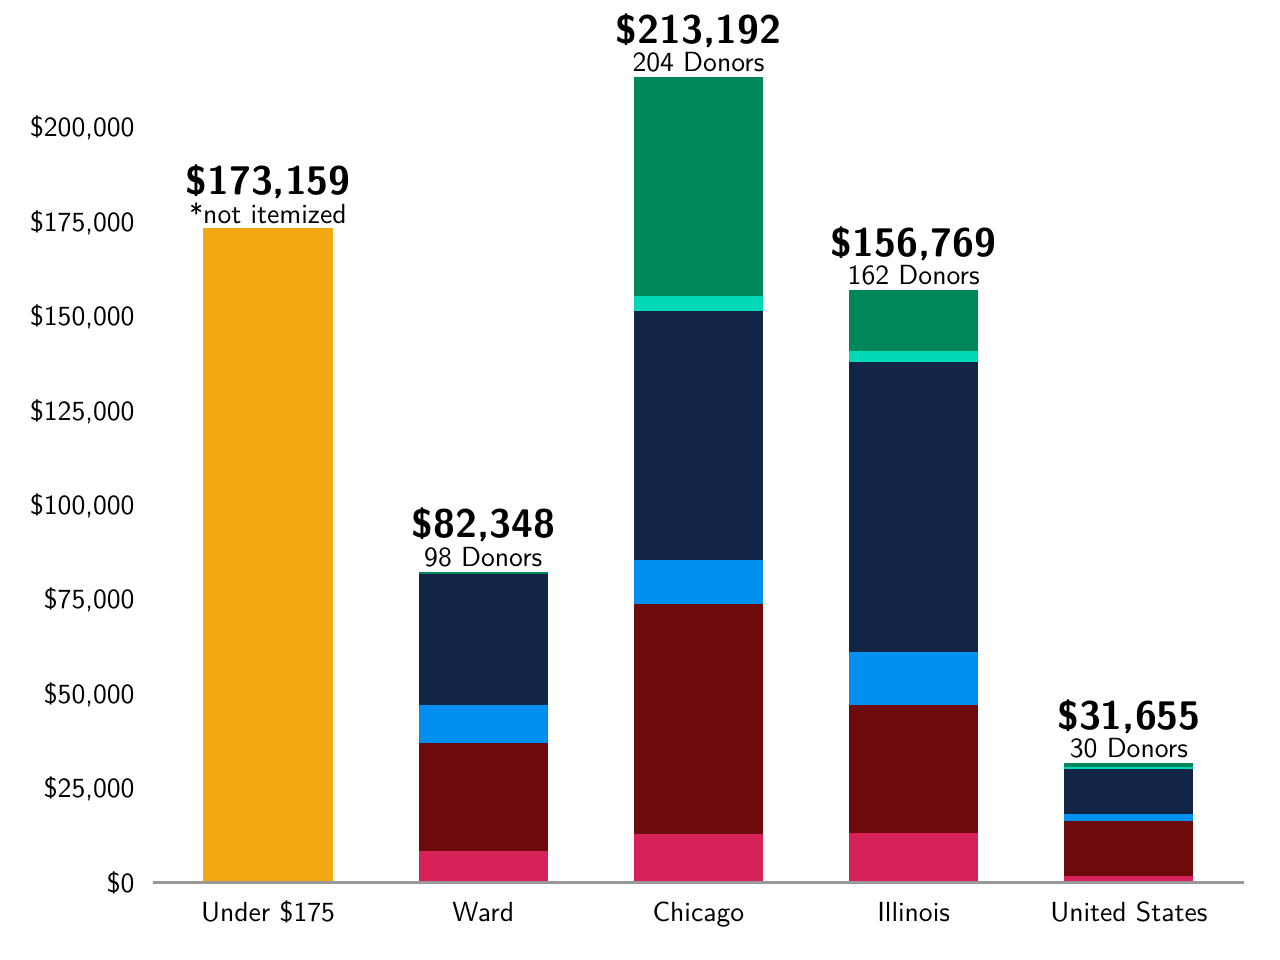 $213,192
204 Donors
$200,000
$173,159
*not itemized
$175,000
$156,769
162 Donors
$150,000
$125,000
$100,000
$82,348
98 Donors
$75,000
$50,000
$31,655
30 Donors
$25,000
$0
Under $175 Ward Chicago Illinois United States